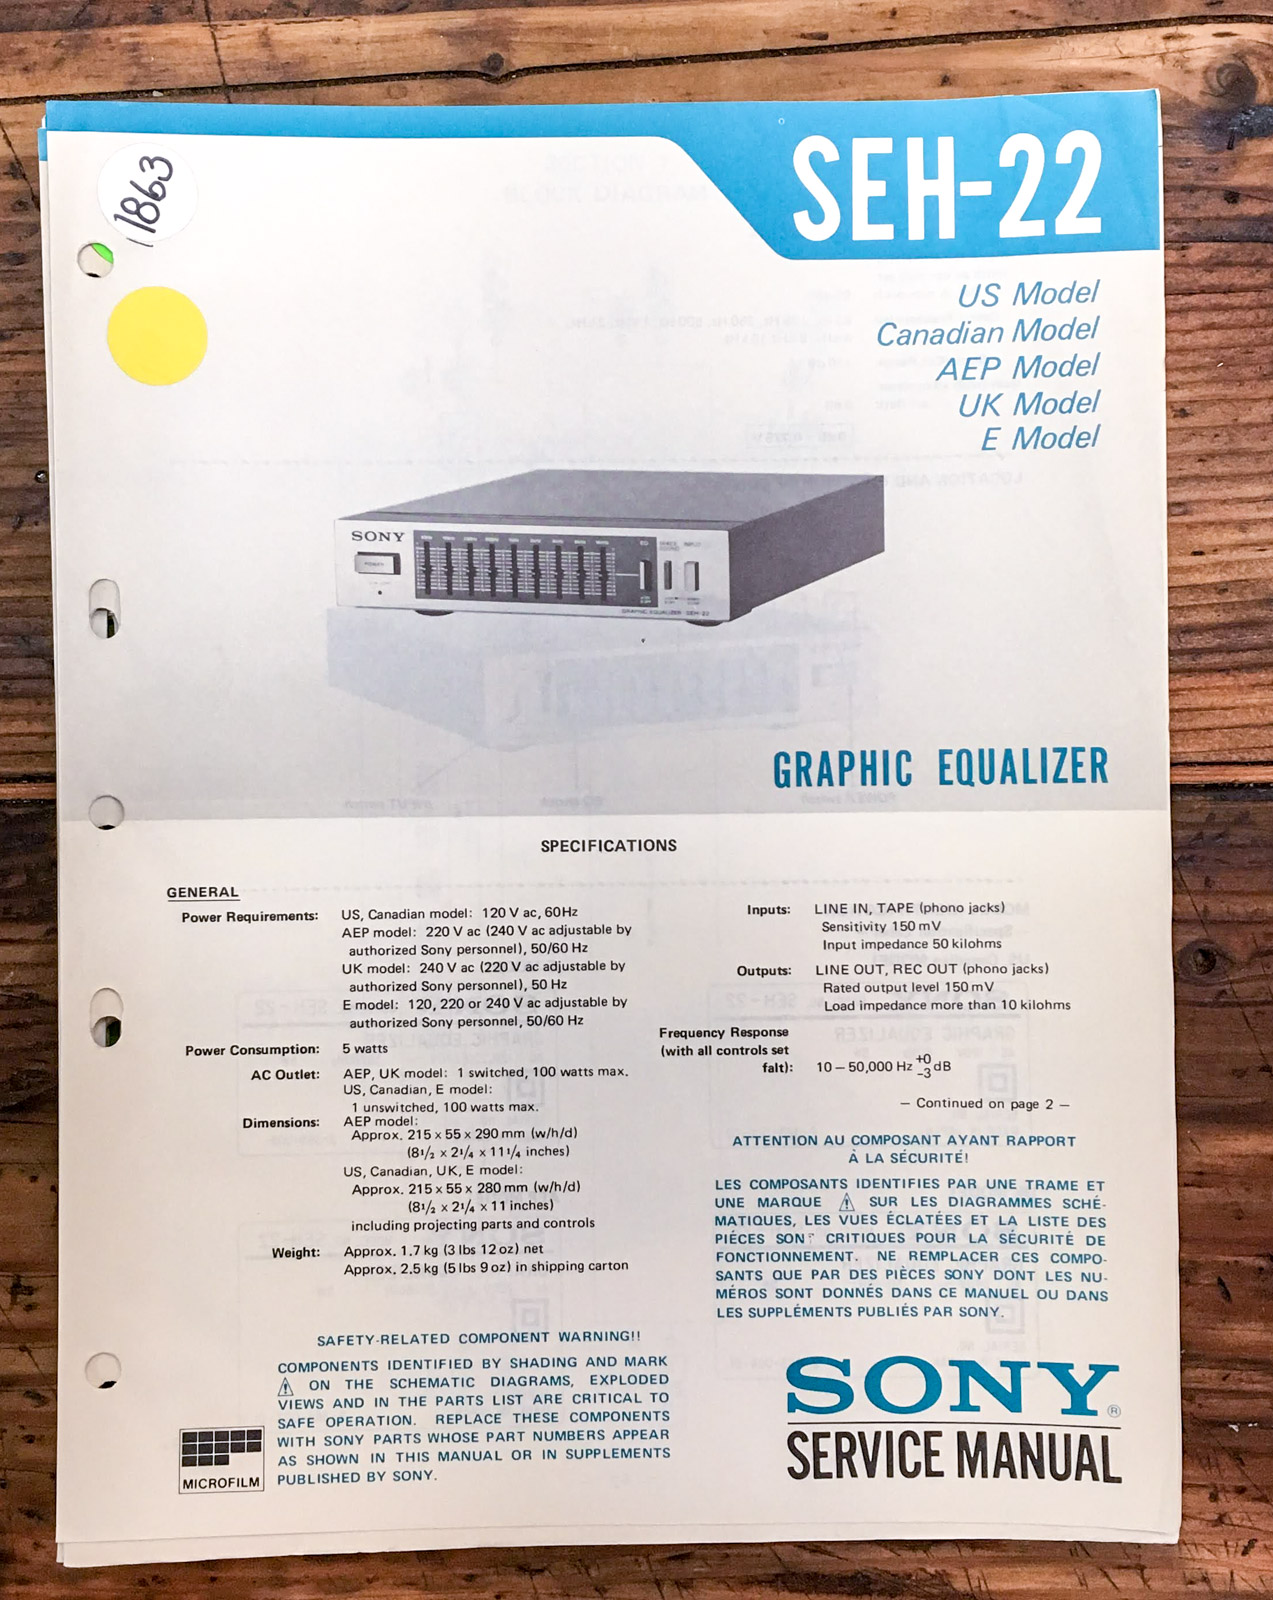 1863
SEH-22
US Model
Canadian Model
AEP Model
UK Model
E Model
SONY
POWER
EQ
INPUT
GRAPHIC EQUALIZER SEH-22
GRAPHIC EQUALIZER
SPECIFICATIONS
GENERAL
Power Requirements: US, Canadian model: 120 V ac, 60Hz
AEP model: 220 V ac (240 V ac adjustable by
authorized Sony personnel), 50/60 Hz
UK model: 240 V ac (220 V ac adjustable by
authorized Sony personnel), 50 Hz
E model: 120, 220 or 240 V ac adjustable by
authorized Sony personnel, 50/60 Hz
Power Consumption: 5 watts
AC Outlet: AEP, UK model: 1 switched, 100 watts max.
US, Canadian, E model:
1 unswitched, 100 watts max.
Dimensions: AEP model:
Approx. 215 x 55 x 290 mm (w/h/d)
(8 1/2 x 2 1/4 x 11 1/4 inches)
US, Canadian, UK, E model:
Approx. 215 x 55 x 280 mm (w/h/d)
(8 1/2 x 2 1/4 x 11 inches)
including projecting parts and controls
Weight: Approx. 1.7 kg (3 lbs 12 oz) net
Approx. 2.5 kg (5 lbs 9 oz) in shipping carton
Inputs: LINE IN, TAPE (phono jacks)
Sensitivity 150 mV
Input impedance 50 kilohms
Outputs: LINE OUT, REC OUT (phono jacks)
Rated output level 150 mV
Load impedance more than 10 kilohms
Frequency Response
(with all controls set
falt): 10 – 50,000 Hz +0 -3 dB
— Continued on page 2 —
ATTENTION AU COMPOSANT AYANT RAPPORT
À LA SÉCURITÉ!
LES COMPOSANTS IDENTIFIES PAR UNE TRAME ET
UNE MARQUE ⚠ SUR LES DIAGRAMMES SCHÉ-
MATIQUES, LES VUES ÉCLATÉES ET LA LISTE DES
PIÈCES SONT CRITIQUES POUR LA SÉCURITÉ DE
FONCTIONNEMENT. NE REMPLACER CES COMPO-
SANTS QUE PAR DES PIÈCES SONY DONT LES NU-
MÉROS SONT DONNÉS DANS CE MANUEL OU DANS
LES SUPPLÉMENTS PUBLIÉS PAR SONY.
SAFETY-RELATED COMPONENT WARNING!!
COMPONENTS IDENTIFIED BY SHADING AND MARK
⚠ ON THE SCHEMATIC DIAGRAMS, EXPLODED
VIEWS AND IN THE PARTS LIST ARE CRITICAL TO
SAFE OPERATION. REPLACE THESE COMPONENTS
WITH SONY PARTS WHOSE PART NUMBERS APPEAR
AS SHOWN IN THIS MANUAL OR IN SUPPLEMENTS
PUBLISHED BY SONY.
MICROFILM
SONY®
SERVICE MANUAL